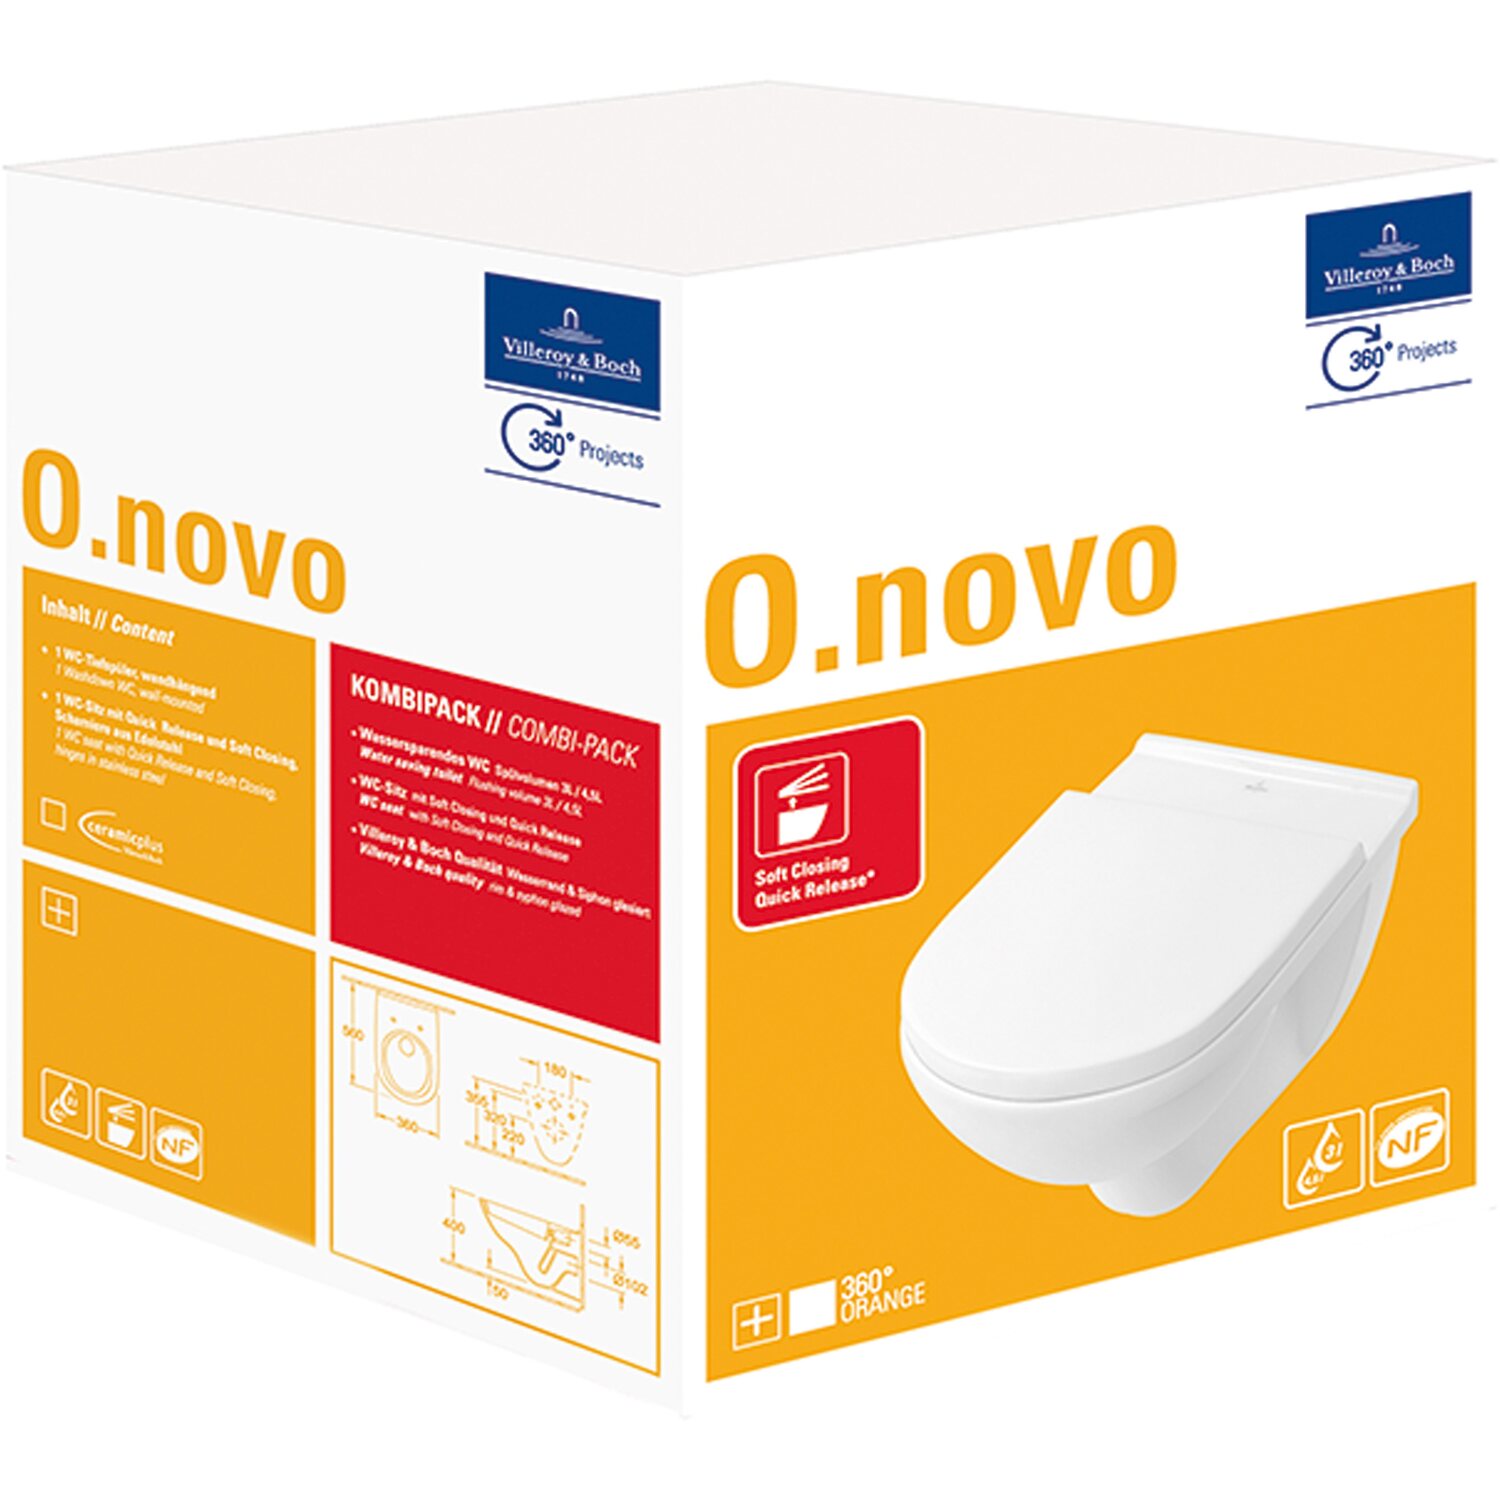 Villeroy & Boch
1748
360° Projects
O.novo
Inhalt // Content
• 1 WC-Tiefspüler, wandhängend
1 Washdown WC, wall-mounted
• 1 WC-Sitz mit Quick Release und Soft Closing,
Scharniere aus Edelstahl
1 WC seat with Quick Release and Soft Closing,
hinges in stainless steel
ceramicplus
KOMBIPACK // COMBI-PACK
• Wassersparendes WC Spülvolumen 3L / 4,5L
Water saving toilet Flushing volume 3L / 4,5L
• WC-Sitz mit Soft Closing und Quick Release
WC seat with Soft Closing and Quick Release
• Villeroy & Boch Qualität Wasserrand & Siphon glasiert
Villeroy & Boch quality rim & syphon glazed
NF
560
360
180
355
320
220
400
50
Ø55
Ø102
Villeroy & Boch
1748
360° Projects
O.novo
Soft Closing
Quick Release*
3l
4,5l
NF
360°
ORANGE